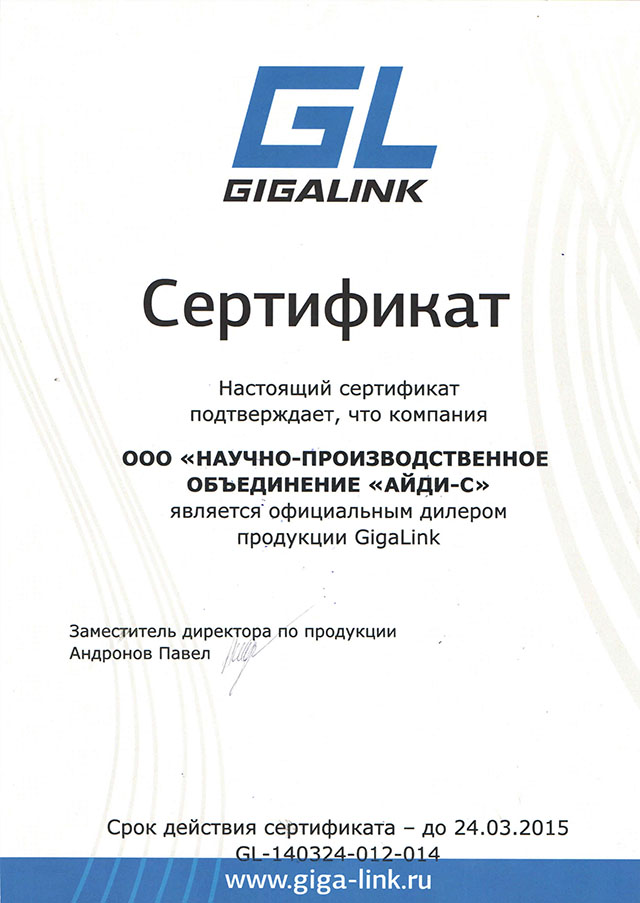 GL
GIGALINK
Сертификат
Настоящий сертификат
подтверждает, что компания
ООО «НАУЧНО-ПРОИЗВОДСТВЕННОЕ
ОБЪЕДИНЕНИЕ «АЙДИ-С»
является официальным дилером
продукции GigaLink
Заместитель директора по продукции
Андронов Павел
Срок действия сертификата – до 24.03.2015
GL-140324-012-014
www.giga-link.ru